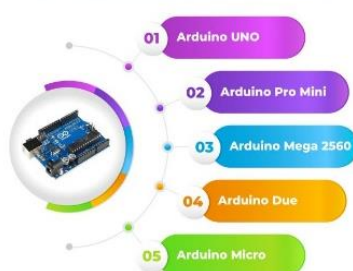 01 Arduino UNO
02 Arduino Pro Mini
03 Arduino Mega 2560
04 Arduino Due
05 Arduino Micro